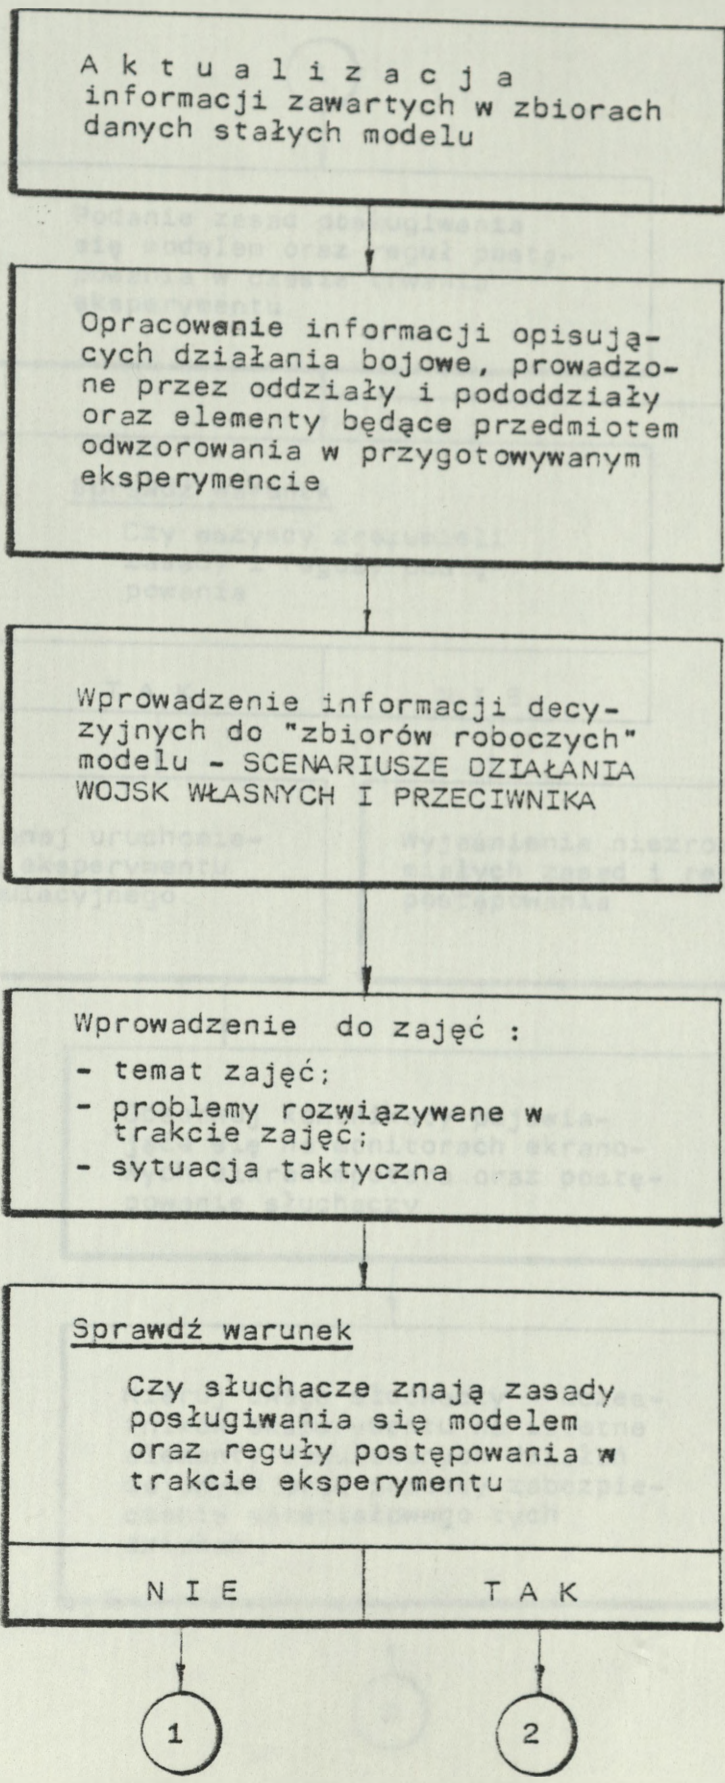 A k t u a l i z a c j a
informacji zawartych w zbiorach
danych stałych modelu
Opracowanie informacji opisują-
cych działania bojowe, prowadzo-
ne przez oddziały i pododdziały
oraz elementy będące przedmiotem
odwzorowania w przygotowywanym
eksperymencie
Wprowadzenie informacji decy-
zyjnych do "zbiorów roboczych"
modelu - SCENARIUSZE DZIAŁANIA
WOJSK WŁASNYCH I PRZECIWNIKA
Wprowadzenie do zajęć :
- temat zajęć;
- problemy rozwiązywane w
trakcie zajęć;
- sytuacja taktyczna
Sprawdź warunek
Czy słuchacze znają zasady
posługiwania się modelem
oraz reguły postępowania w
trakcie eksperymentu
N I E
T A K
1
2